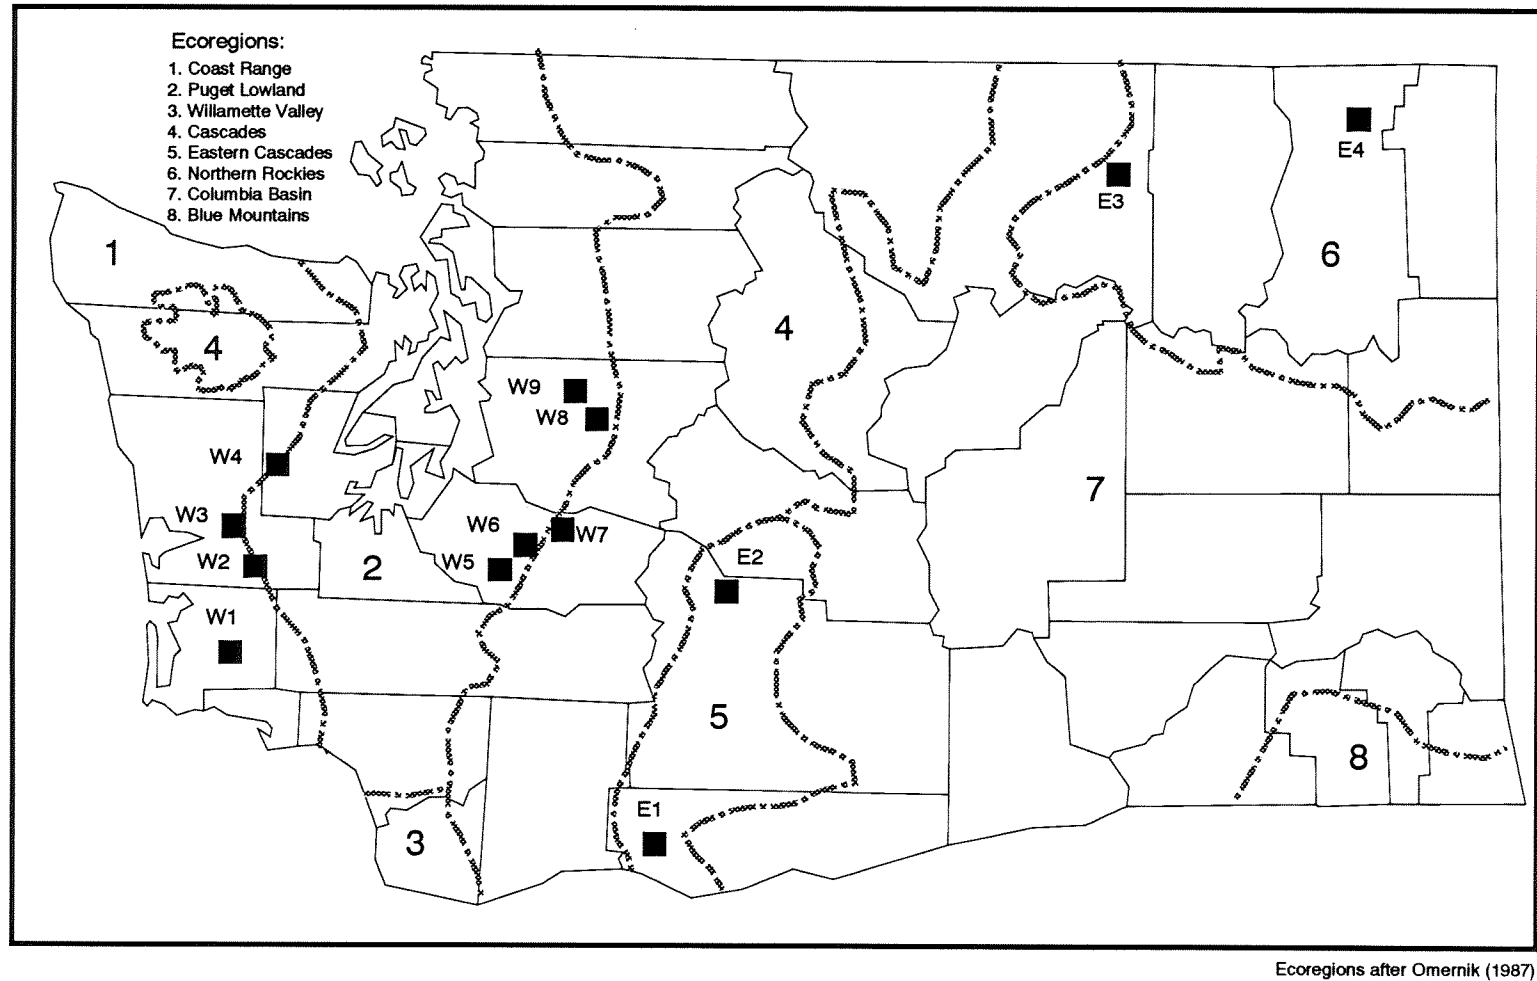 Ecoregions:
1. Coast Range
2. Puget Lowland
3. Willamette Valley
4. Cascades
5. Eastern Cascades
6. Northern Rockies
7. Columbia Basin
8. Blue Mountains
E4
E3
1
6
4
4
W9
W8
W4
7
W3
W6
W7
W2
W5
2
E2
W1
5
8
E1
3
Ecoregions after Omernik (1987)